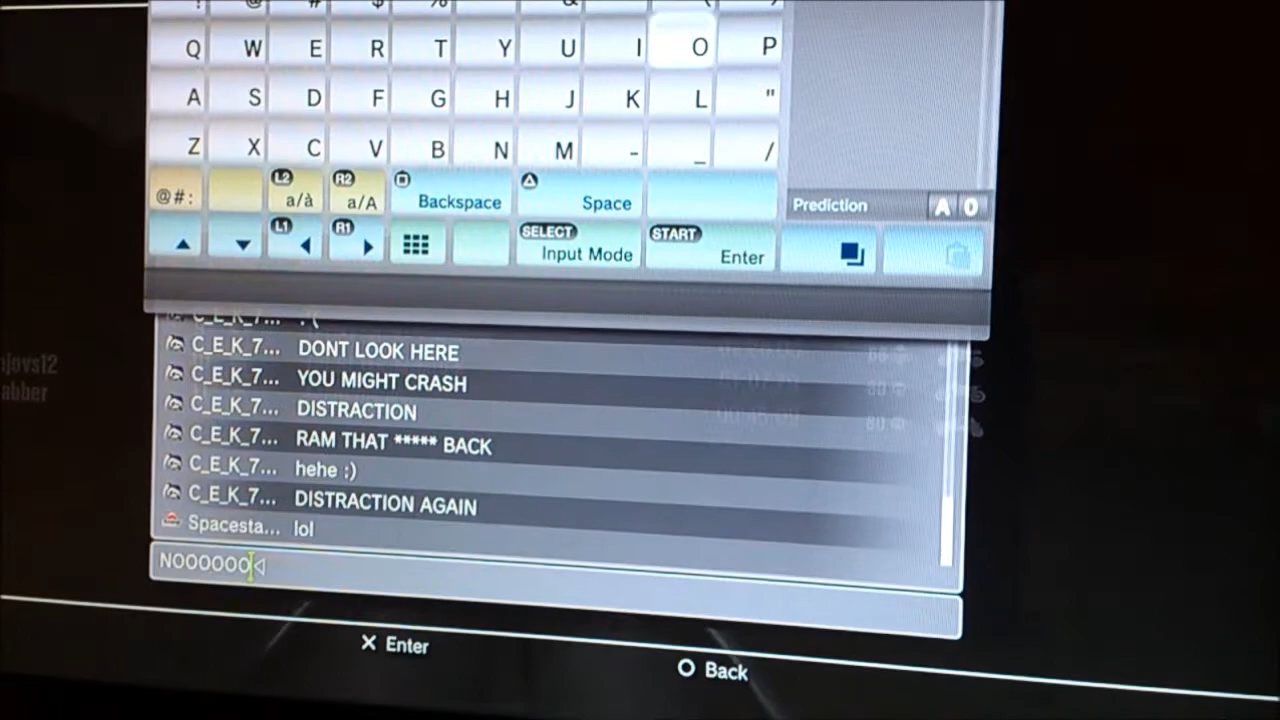 ! @ # $ % & ( )
Q W E R T Y U I O P
A S D F G H J K L "
Z X C V B N M - _ /
@#: L2 a/à R2 a/A Backspace Space Prediction A O
L1 R1 SELECT Input Mode START Enter
C_E_K_7... :(
C_E_K_7... DONT LOOK HERE
C_E_K_7... YOU MIGHT CRASH
C_E_K_7... DISTRACTION
C_E_K_7... RAM THAT ***** BACK
C_E_K_7... hehe :)
C_E_K_7... DISTRACTION AGAIN
Spacesta... lol
NOOOOOO
X Enter
O Back